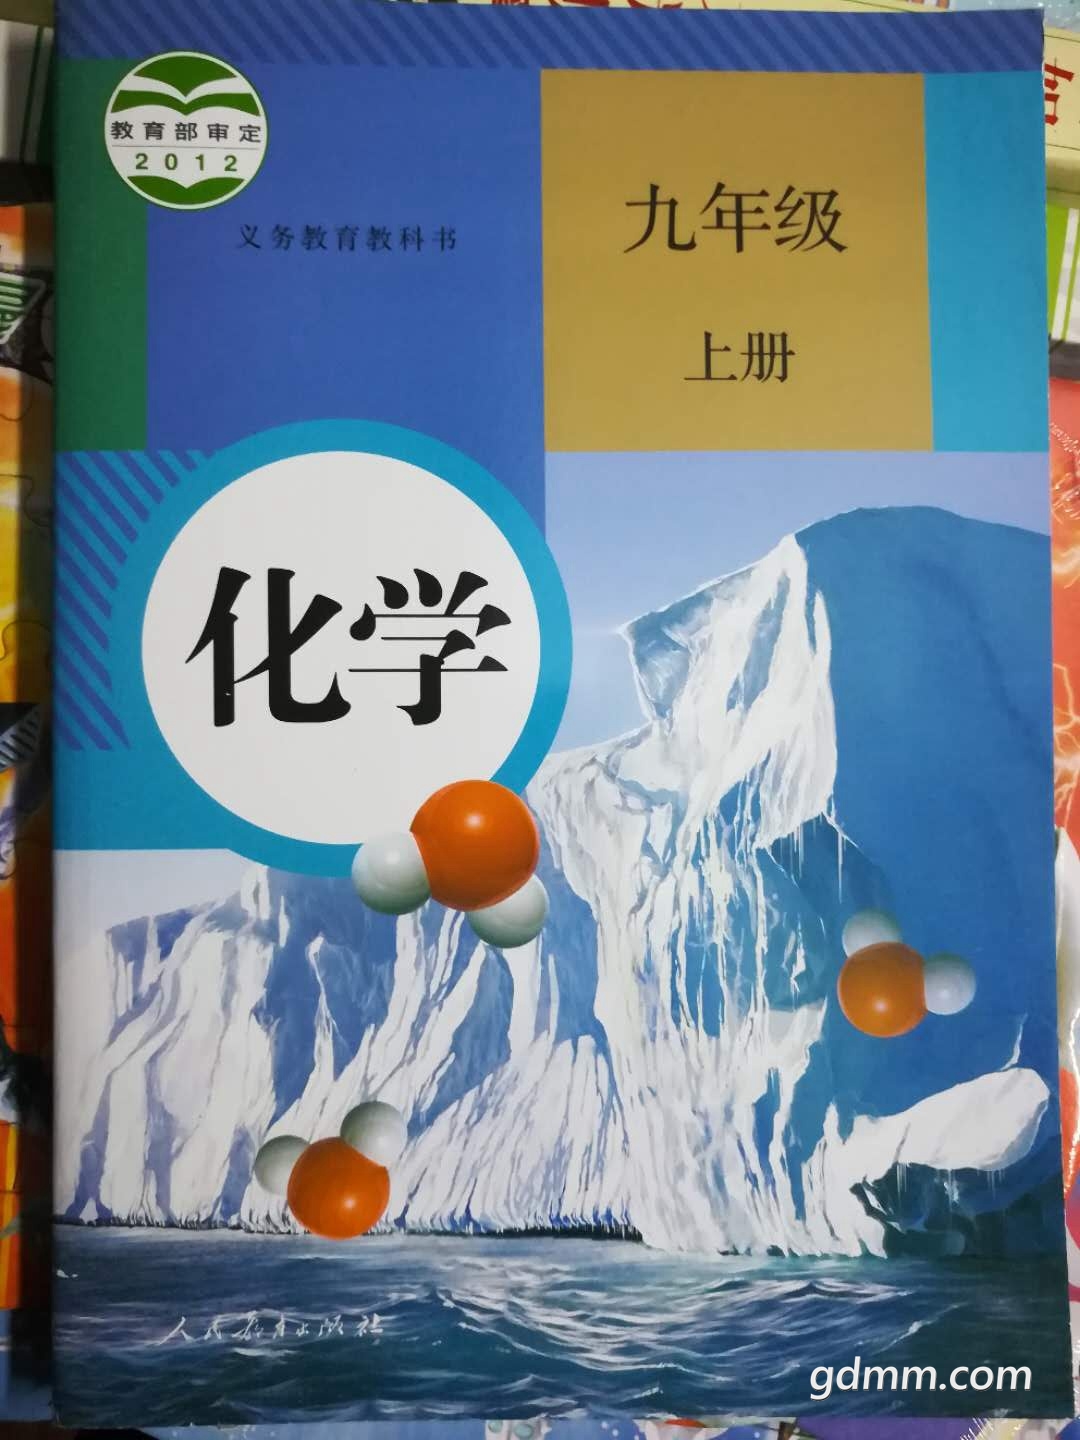 教育部审定
2012
义务教育教科书
九年级
上册
化学
人民教育出版社
gdmm.com